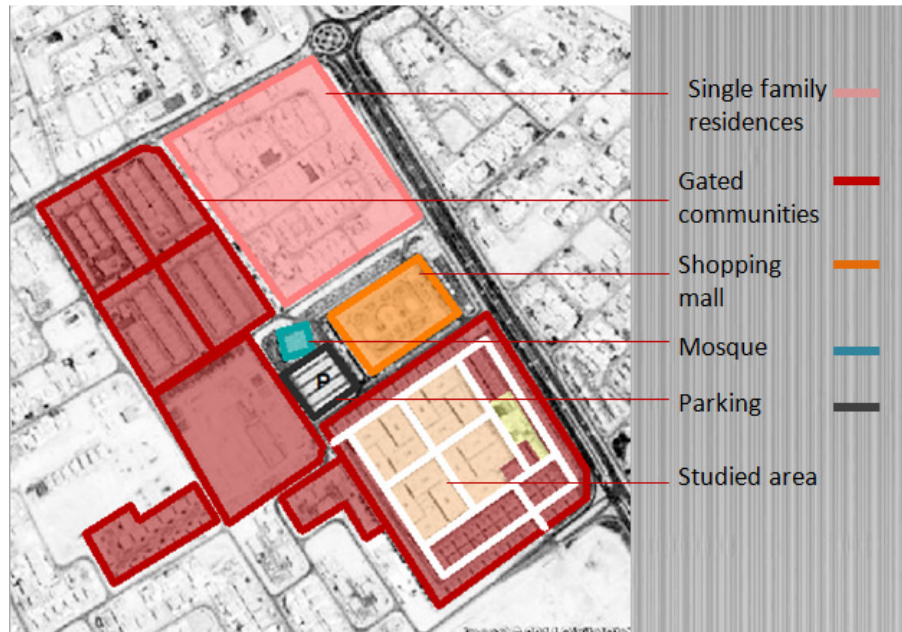 Single family
residences
Gated
communities
Shopping
mall
Mosque
P
Parking
Studied area